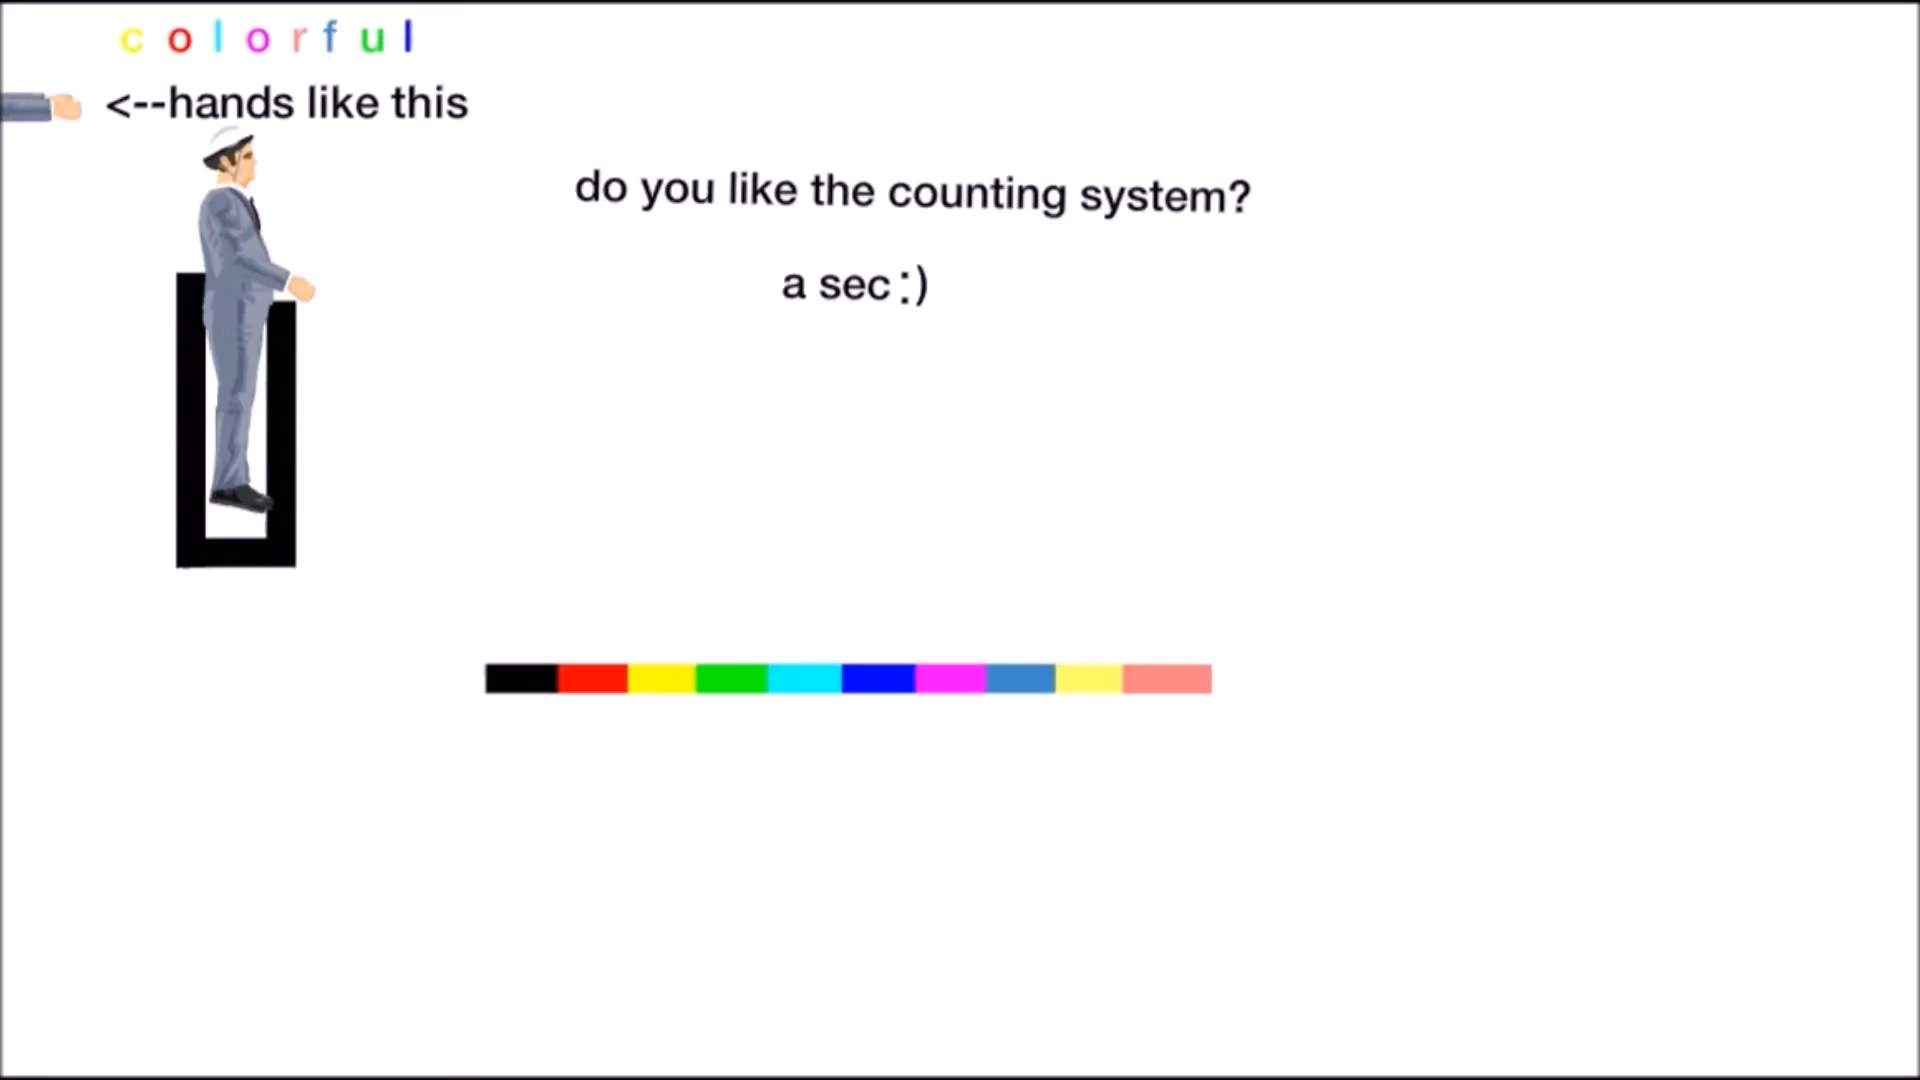 c o l o r f u l
<--hands like this
do you like the counting system?
a sec :)